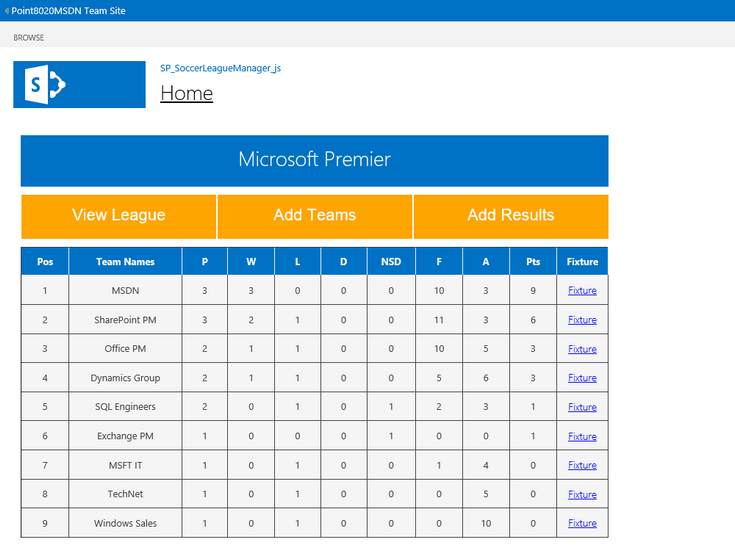 Point8020MSDN Team Site
BROWSE
S
SP_SoccerLeagueManager_js
Home
Microsoft Premier
View League Add Teams Add Results
Pos Team Names P W L D NSD F A Pts Fixture
1 MSDN 3 3 0 0 0 10 3 9 Fixture
2 SharePoint PM 3 2 1 0 0 11 3 6 Fixture
3 Office PM 2 1 1 0 0 10 5 3 Fixture
4 Dynamics Group 2 1 1 0 0 5 6 3 Fixture
5 SQL Engineers 2 0 1 0 1 2 3 1 Fixture
6 Exchange PM 1 0 0 0 1 0 0 1 Fixture
7 MSFT IT 1 0 1 0 0 1 4 0 Fixture
8 TechNet 1 0 1 0 0 0 5 0 Fixture
9 Windows Sales 1 0 1 0 0 0 10 0 Fixture